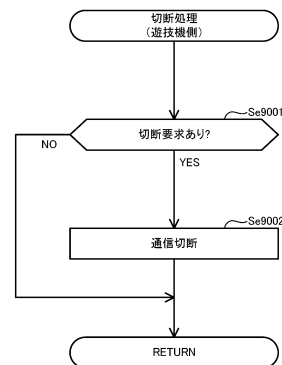 切断処理
（遊技機側）
Se9001
切断要求あり?
NO
YES
Se9002
通信切断
RETURN